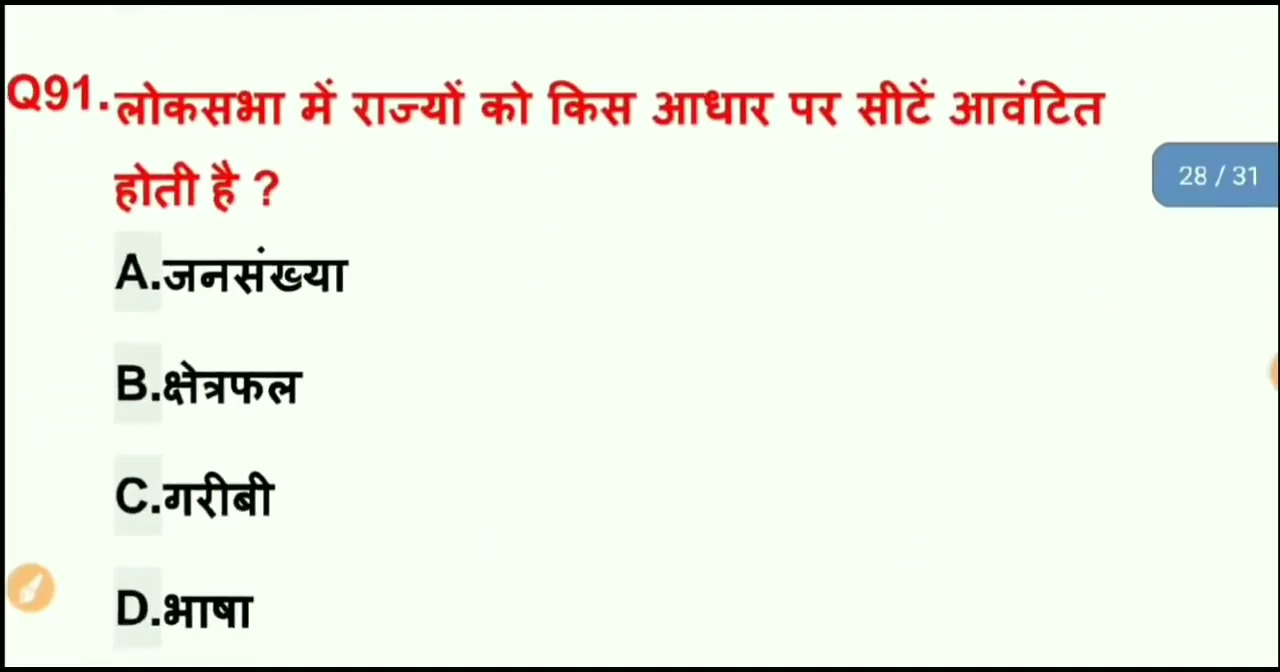 Q91.लोकसभा में राज्यों को किस आधार पर सीटें आवंटित
होती है ?
28 / 31
A.जनसंख्या
B.क्षेत्रफल
C.गरीबी
D.भाषा